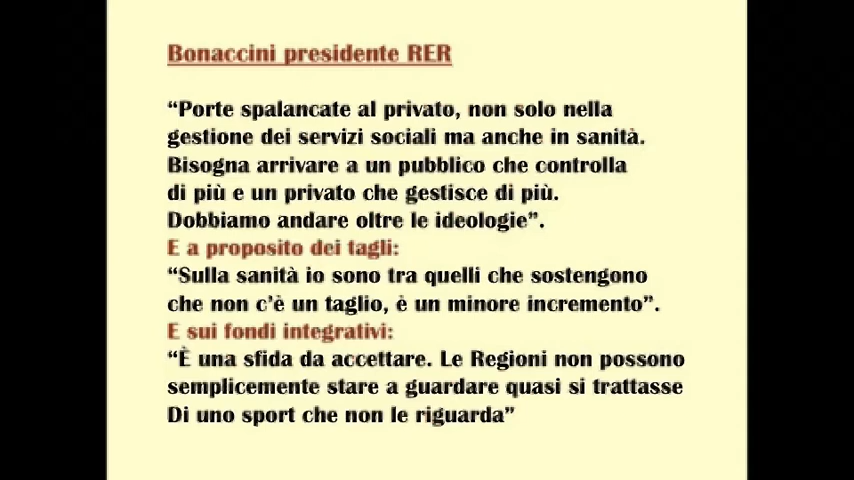 Bonaccini presidente RER
“Porte spalancate al privato, non solo nella
gestione dei servizi sociali ma anche in sanità.
Bisogna arrivare a un pubblico che controlla
di più e un privato che gestisce di più.
Dobbiamo andare oltre le ideologie”.
E a proposito dei tagli:
“Sulla sanità io sono tra quelli che sostengono
che non c’è un taglio, è un minore incremento”.
E sui fondi integrativi:
“È una sfida da accettare. Le Regioni non possono
semplicemente stare a guardare quasi si trattasse
Di uno sport che non le riguarda”